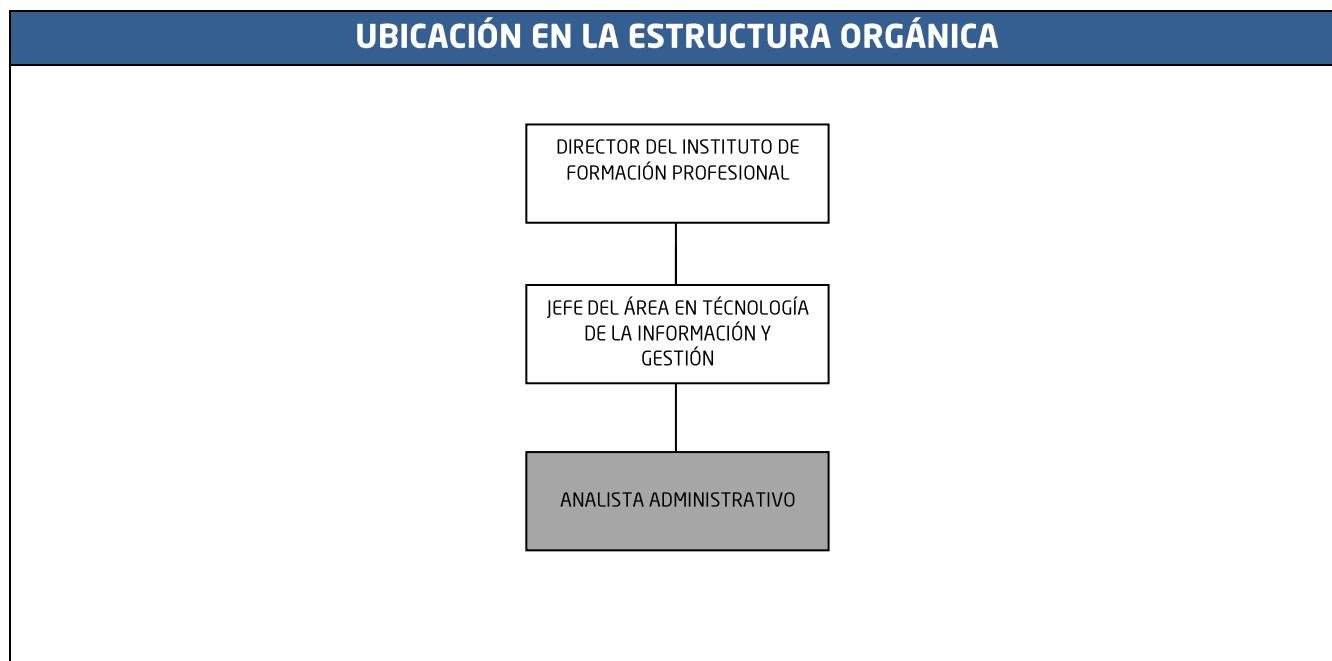 UBICACIÓN EN LA ESTRUCTURA ORGÁNICA
DIRECTOR DEL INSTITUTO DE
FORMACIÓN PROFESIONAL
JEFE DEL ÁREA EN TÉCNOLOGÍA
DE LA INFORMACIÓN Y
GESTIÓN
ANALISTA ADMINISTRATIVO